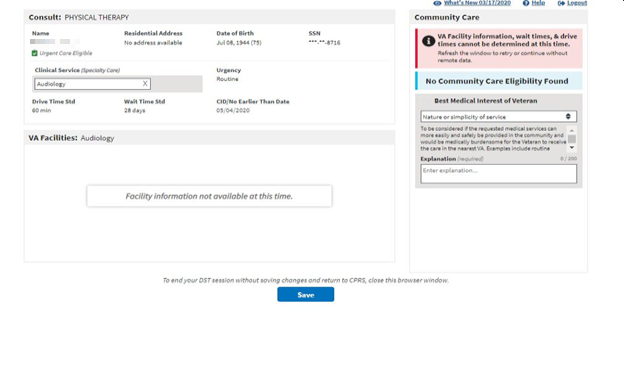 What's New 03/17/2020 Help Logout
Consult: PHYSICAL THERAPY
Name Residential Address Date of Birth SSN
No address available Jul 08, 1944 (75) ***-**-8716
Urgent Care Eligible
Clinical Service (Specialty Care) Urgency
Audiology X Routine
Drive Time Std Wait Time Std CID/No Earlier Than Date
60 min 28 days 05/04/2020
VA Facilities: Audiology
Facility information not available at this time.
Community Care
VA Facility information, wait times, & drive
times cannot be determined at this time.
Refresh the window to retry or continue without
remote data.
No Community Care Eligibility Found
Best Medical Interest of Veteran
Nature or simplicity of service
To be considered if the requested medical services can
more easily and safely be provided in the community and
would be medically burdensome for the Veteran to receive
the care in the nearest VA. Examples include routine
Explanation (required) 0 / 200
Enter explanation...
To end your DST session without saving changes and return to CPRS, close this browser window.
Save